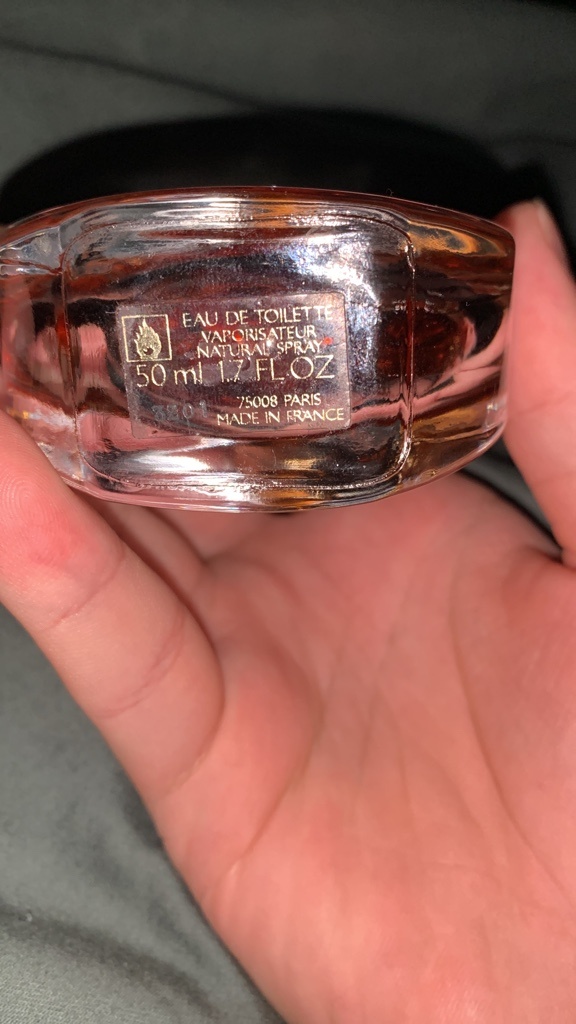 EAU DE TOILETTE
VAPORISATEUR
NATURAL SPRAY
50 ml 1.7 FL OZ
75008 PARIS
MADE IN FRANCE